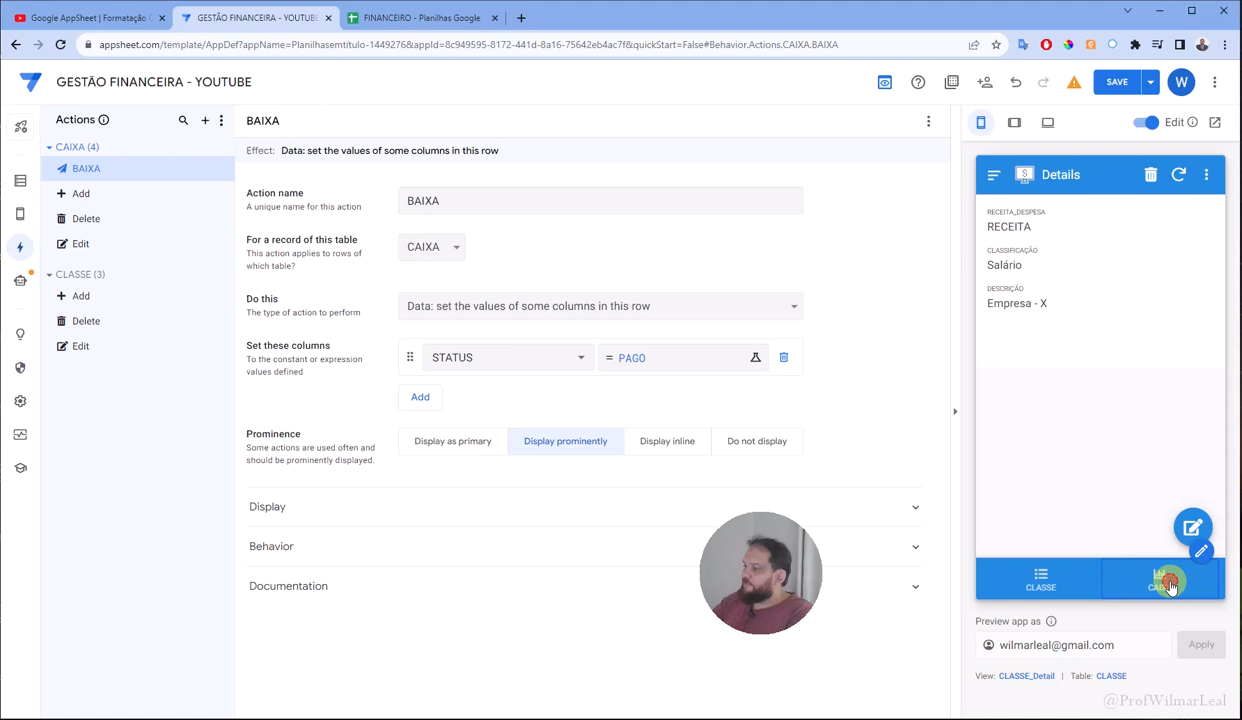 Google AppSheet | Formatação C
GESTÃO FINANCEIRA - YOUTUBE
FINANCEIRO - Planilhas Google
appsheet.com/template/AppDef?appName=Planilhasemtítulo-1449276&appId=8c949595-8172-441d-8a16-75642eb4ac7f&quickStart=False#Behavior.Actions.CAIXA.BAIXA
GESTÃO FINANCEIRA - YOUTUBE
SAVE
W
Actions
BAIXA
Edit
CAIXA (4)
BAIXA
Add
Delete
Edit
CLASSE (3)
Add
Delete
Edit
Effect: Data: set the values of some columns in this row
Action name
A unique name for this action
BAIXA
For a record of this table
This action applies to rows of
which table?
CAIXA
Do this
The type of action to perform
Data: set the values of some columns in this row
Set these columns
To the constant or expression
values defined
STATUS
= PAGO
Add
Prominence
Some actions are used often and
should be prominently displayed.
Display as primary
Display prominently
Display inline
Do not display
Display
Behavior
Documentation
Details
RECEITA_DESPESA
RECEITA
CLASSIFICAÇÃO
Salário
DESCRIÇÃO
Empresa - X
CLASSE
Preview app as
wilmarleal@gmail.com
Apply
View: CLASSE_Detail | Table: CLASSE
@ProfWilmarLeal